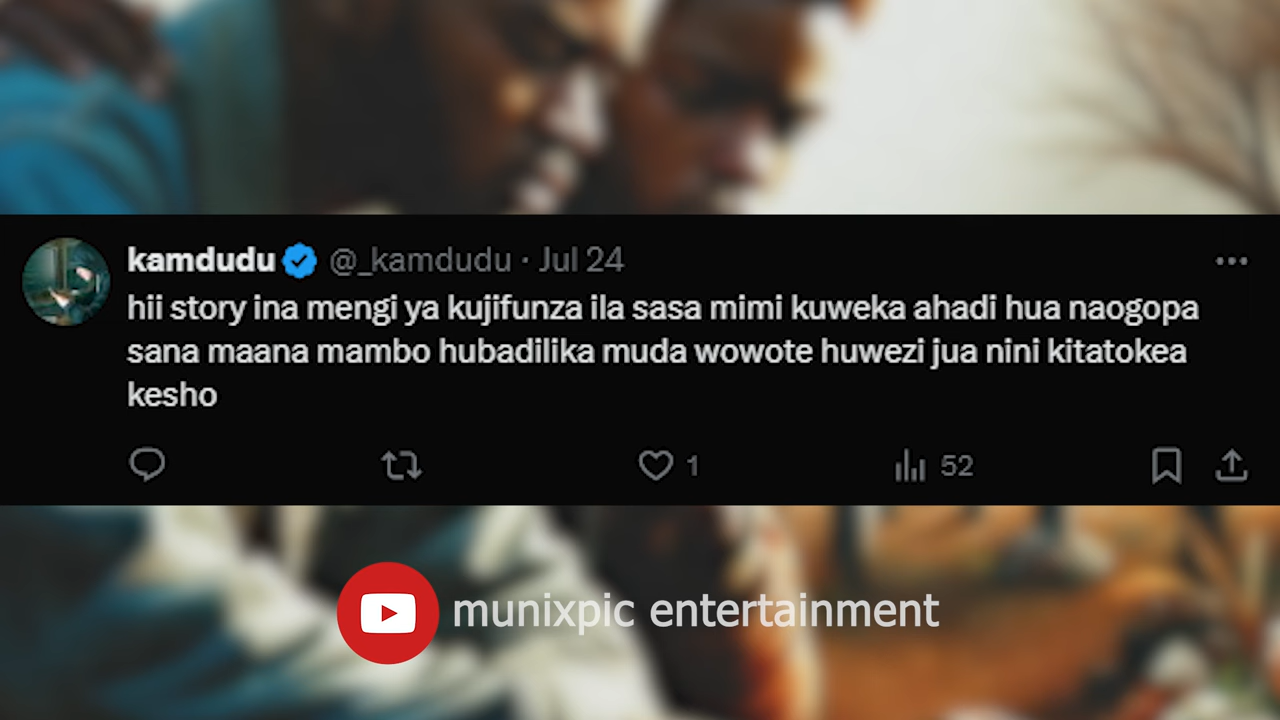 kamdudu @_kamdudu · Jul 24
hii story ina mengi ya kujifunza ila sasa mimi kuweka ahadi hua naogopa
sana maana mambo hubadilika muda wowote huwezi jua nini kitatokea
kesho
1 52
munixpic entertainment